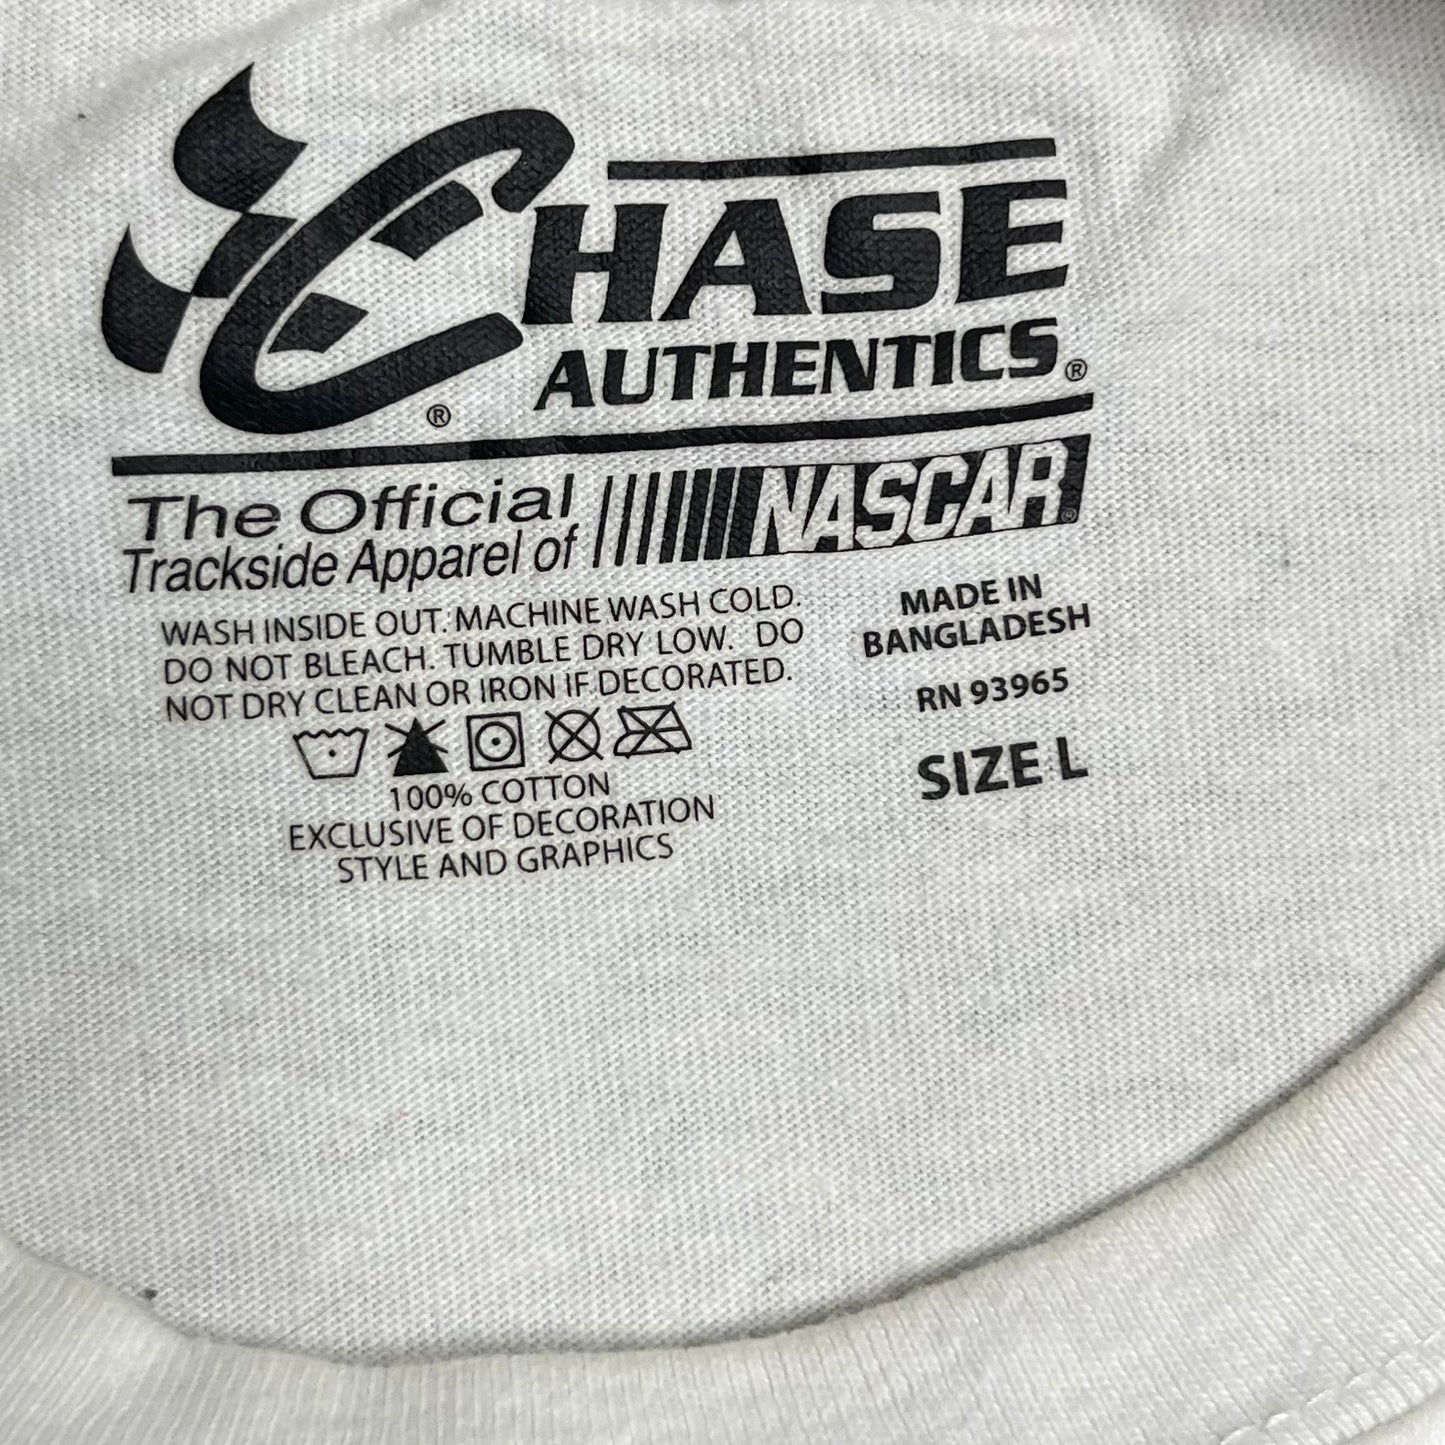 CHASE
AUTHENTICS®
®
The Official
Trackside Apparel of
NASCAR®
WASH INSIDE OUT. MACHINE WASH COLD.
DO NOT BLEACH. TUMBLE DRY LOW. DO
NOT DRY CLEAN OR IRON IF DECORATED.
100% COTTON
EXCLUSIVE OF DECORATION
STYLE AND GRAPHICS
MADE IN
BANGLADESH
RN 93965
SIZE L